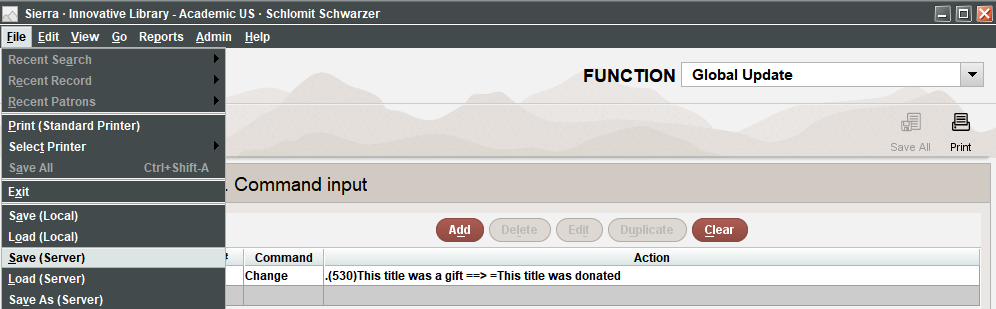 Sierra · Innovative Library - Academic US · Schlomit Schwarzer
File Edit View Go Reports Admin Help
Recent Search
Recent Record
Recent Patrons
Print (Standard Printer)
Select Printer
Save All Ctrl+Shift-A
Exit
Save (Local)
Load (Local)
Save (Server)
Load (Server)
Save As (Server)
FUNCTION Global Update
Save All Print
. Command input
Add Delete Edit Duplicate Clear
Command Action
Change .(530)This title was a gift ==> =This title was donated